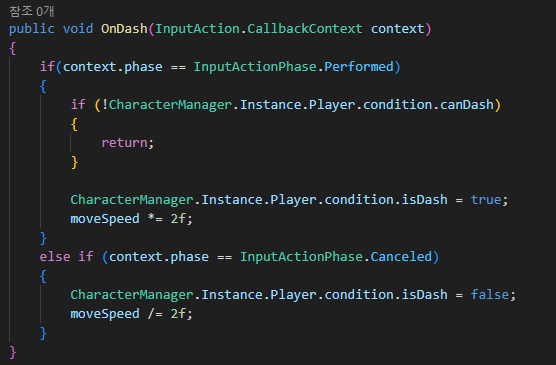 참조 0개
public void OnDash(InputAction.CallbackContext context)
{
    if(context.phase == InputActionPhase.Performed)
    {
        if (!CharacterManager.Instance.Player.condition.canDash)
        {
            return;
        }

        CharacterManager.Instance.Player.condition.isDash = true;
        moveSpeed *= 2f;
    }
    else if (context.phase == InputActionPhase.Canceled)
    {
        CharacterManager.Instance.Player.condition.isDash = false;
        moveSpeed /= 2f;
    }
}